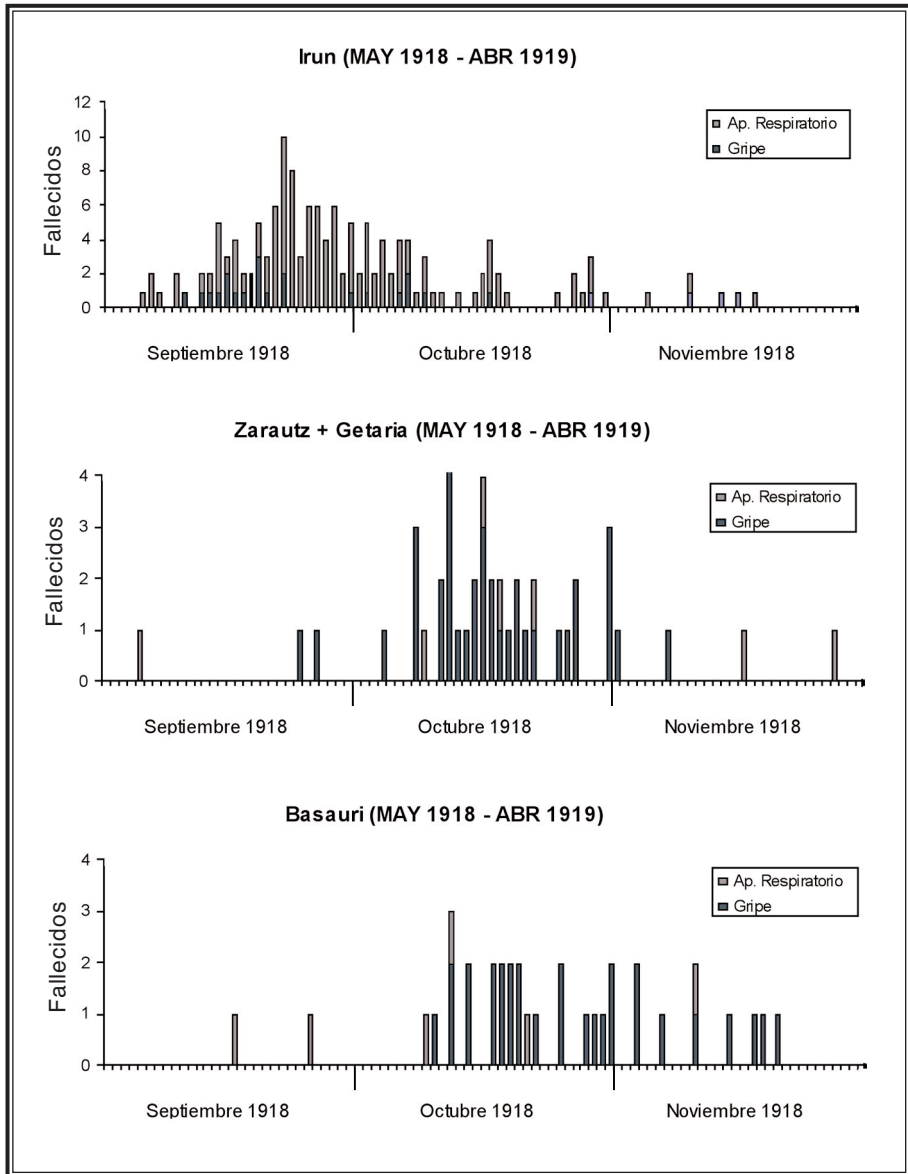 Irun (MAY 1918 - ABR 1919)
12
10
8
6
4
2
0
Fallecidos
Ap. Respiratorio
Gripe
Septiembre 1918
Octubre 1918
Noviembre 1918
Zarautz + Getaria (MAY 1918 - ABR 1919)
4
3
2
1
0
Fallecidos
Ap. Respiratorio
Gripe
Septiembre 1918
Octubre 1918
Noviembre 1918
Basauri (MAY 1918 - ABR 1919)
4
3
2
1
0
Fallecidos
Ap. Respiratorio
Gripe
Septiembre 1918
Octubre 1918
Noviembre 1918